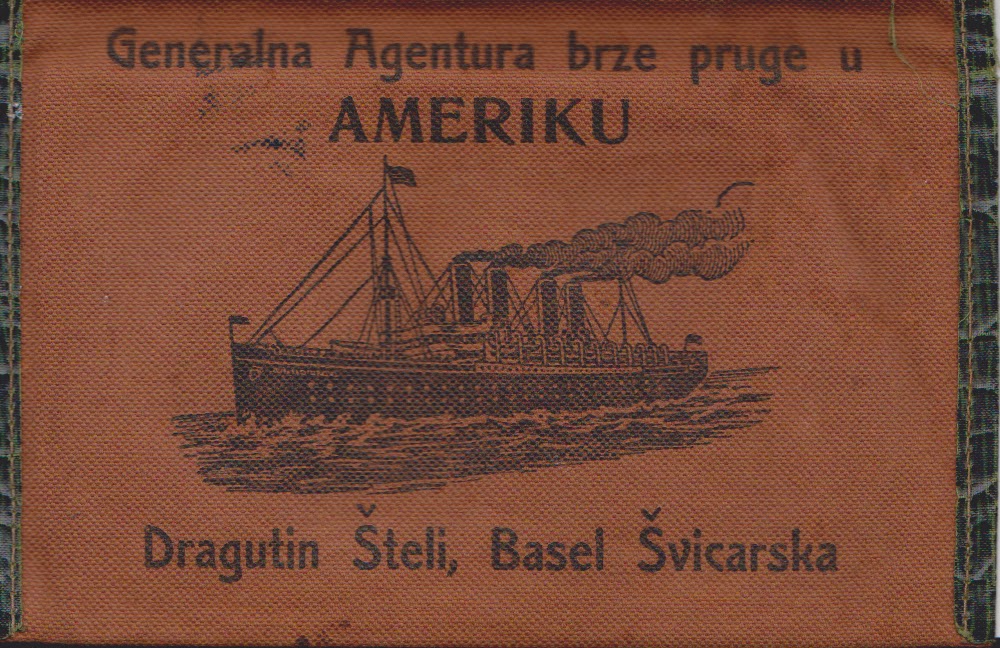 Generalna Agentura brze pruge u
AMERIKU
Dragutin Šteli, Basel Švicarska